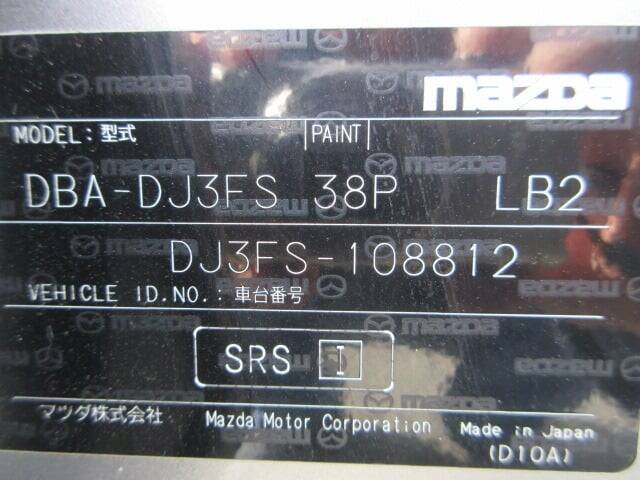 mazda
MODEL: 型式 PAINT
DBA-DJ3FS 38P LB2
DJ3FS-108812
VEHICLE ID.NO.: 車台番号
SRS I
マツダ株式会社 Mazda Motor Corporation Made in Japan
(D10A)